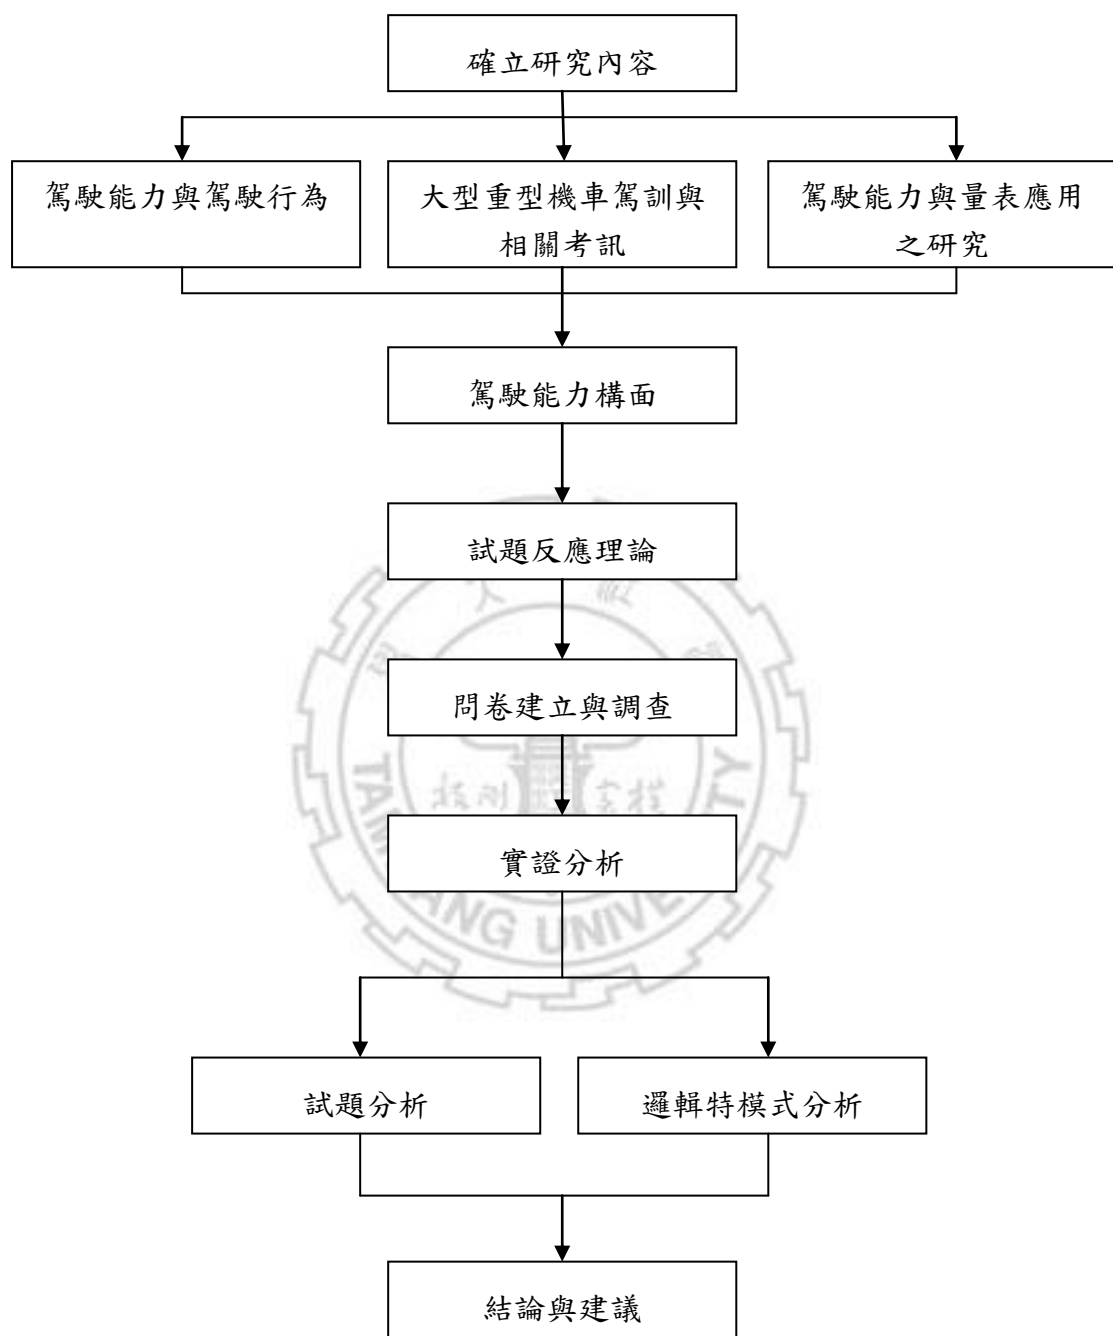 確立研究內容
駕駛能力與駕駛行為
大型重型機車駕訓與
相關考訊
駕駛能力與量表應用
之研究
駕駛能力構面
試題反應理論
問卷建立與調查
實證分析
試題分析
邏輯特模式分析
結論與建議